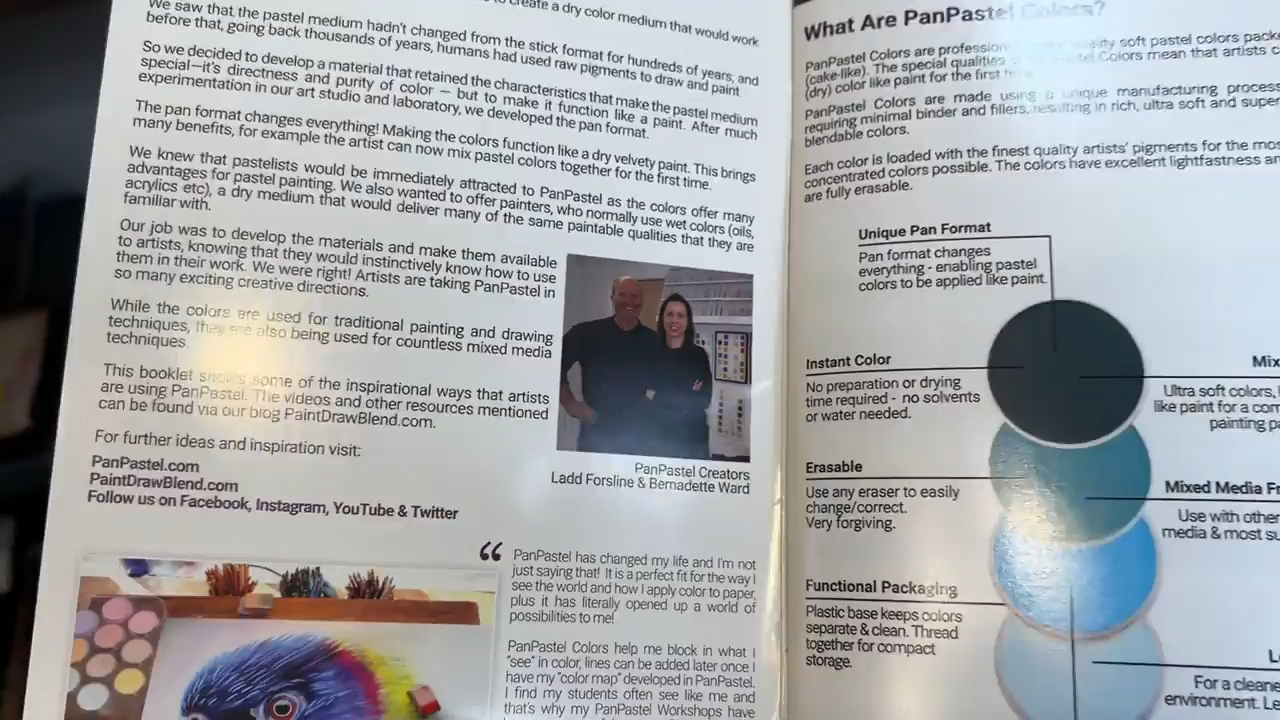 to create a dry color medium that would work
We saw that the pastel medium hadn't changed from the stick format for hundreds of years, and
before that, going back thousands of years, humans had used raw pigments to draw and paint
So we decided to develop a material that retained the characteristics that make the pastel medium
special—it's directness and purity of color – but to make it function like a paint. After much
experimentation in our art studio and laboratory, we developed the pan format.
The pan format changes everything! Making the colors function like a dry velvety paint. This brings
many benefits, for example the artist can now mix pastel colors together for the first time.
We knew that pastelists would be immediately attracted to PanPastel as the colors offer many
advantages for pastel painting. We also wanted to offer painters, who normally use wet colors (oils,
acrylics etc), a dry medium that would deliver many of the same paintable qualities that they are
familiar with.
Our job was to develop the materials and make them available
to artists, knowing that they would instinctively know how to use
them in their work. We were right! Artists are taking PanPastel in
so many exciting creative directions.
While the colors are used for traditional painting and drawing
techniques, they are also being used for countless mixed media
techniques.
This booklet shows some of the inspirational ways that artists
are using PanPastel. The videos and other resources mentioned
can be found via our blog PaintDrawBlend.com.
For further ideas and inspiration visit:
PanPastel.com
PaintDrawBlend.com
Follow us on Facebook, Instagram, YouTube & Twitter
PanPastel Creators
Ladd Forsline & Bernadette Ward
“ PanPastel has changed my life and I'm not
just saying that! It is a perfect fit for the way I
see the world and how I apply color to paper,
plus it has literally opened up a world of
possibilities to me!
PanPastel Colors help me block in what I
"see" in color, lines can be added later once I
have my "color map" developed in PanPastel.
I find my students often see like me and
that's why my PanPastel Workshops have
What Are PanPastel Colors?
PanPastel Colors are quality soft pastel colors
(cake-like). The special qualities Colors mean that artists
(dry) color like paint for the first
PanPastel Colors are made using a unique manufacturing process
requiring minimal binder and fillers, resulting in rich, ultra soft and
blendable colors.
Each color is loaded with the finest quality artists' pigments for the
concentrated colors possible. The colors have excellent lightfastness
are fully erasable.
Unique Pan Format
Pan format changes
everything - enabling pastel
colors to be applied like paint.
Instant Color
No preparation or drying
time required - no solvents
or water needed.
Mix
Ultra soft colors,
like paint for a
painting
Erasable
Use any eraser to easily
change/correct.
Very forgiving.
Mixed Media
Use with other
media & most
Functional Packaging
Plastic base keeps colors
separate & clean. Thread
together for compact
storage.
For a
environment.